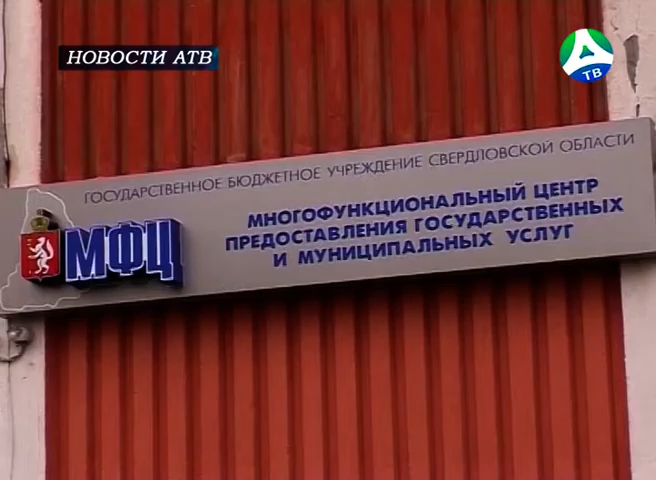 НОВОСТИ АТВ
А
ТВ
ГОСУДАРСТВЕННОЕ БЮДЖЕТНОЕ УЧРЕЖДЕНИЕ СВЕРДЛОВСКОЙ ОБЛАСТИ
МФЦ
МНОГОФУНКЦИОНАЛЬНЫЙ ЦЕНТР
ПРЕДОСТАВЛЕНИЯ ГОСУДАРСТВЕННЫХ
И МУНИЦИПАЛЬНЫХ УСЛУГ